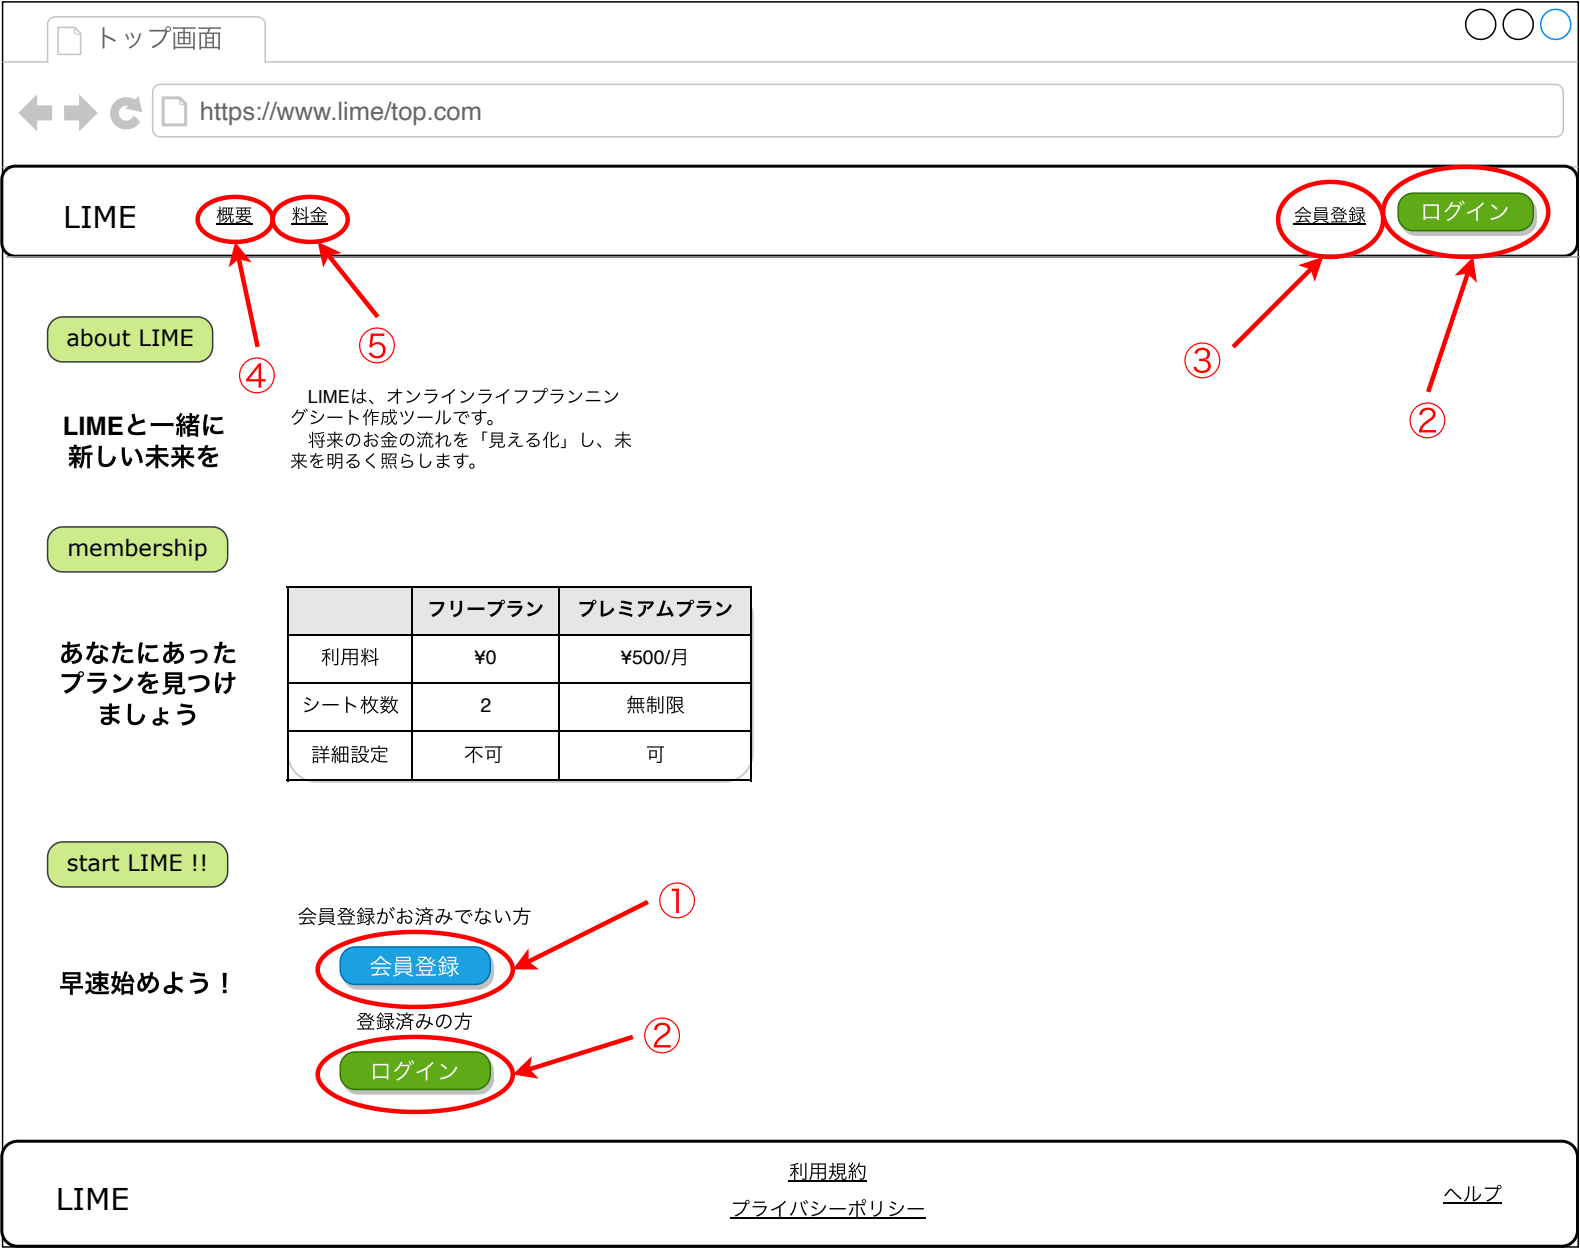 トップ画面
https://www.lime/top.com
LIME 概要 料金 会員登録 ログイン
④ ⑤ ③ ②
about LIME
LIMEと一緒に
新しい未来を
LIMEは、オンラインライフプランニン
グシート作成ツールです。
将来のお金の流れを「見える化」し、未
来を明るく照らします。
membership
あなたにあった
プランを見つけ
ましょう
フリープラン プレミアムプラン
利用料 ¥0 ¥500/月
シート枚数 2 無制限
詳細設定 不可 可
start LIME !!
早速始めよう！
会員登録がお済みでない方
会員登録 ①
登録済みの方
ログイン ②
LIME
利用規約
プライバシーポリシー
ヘルプ